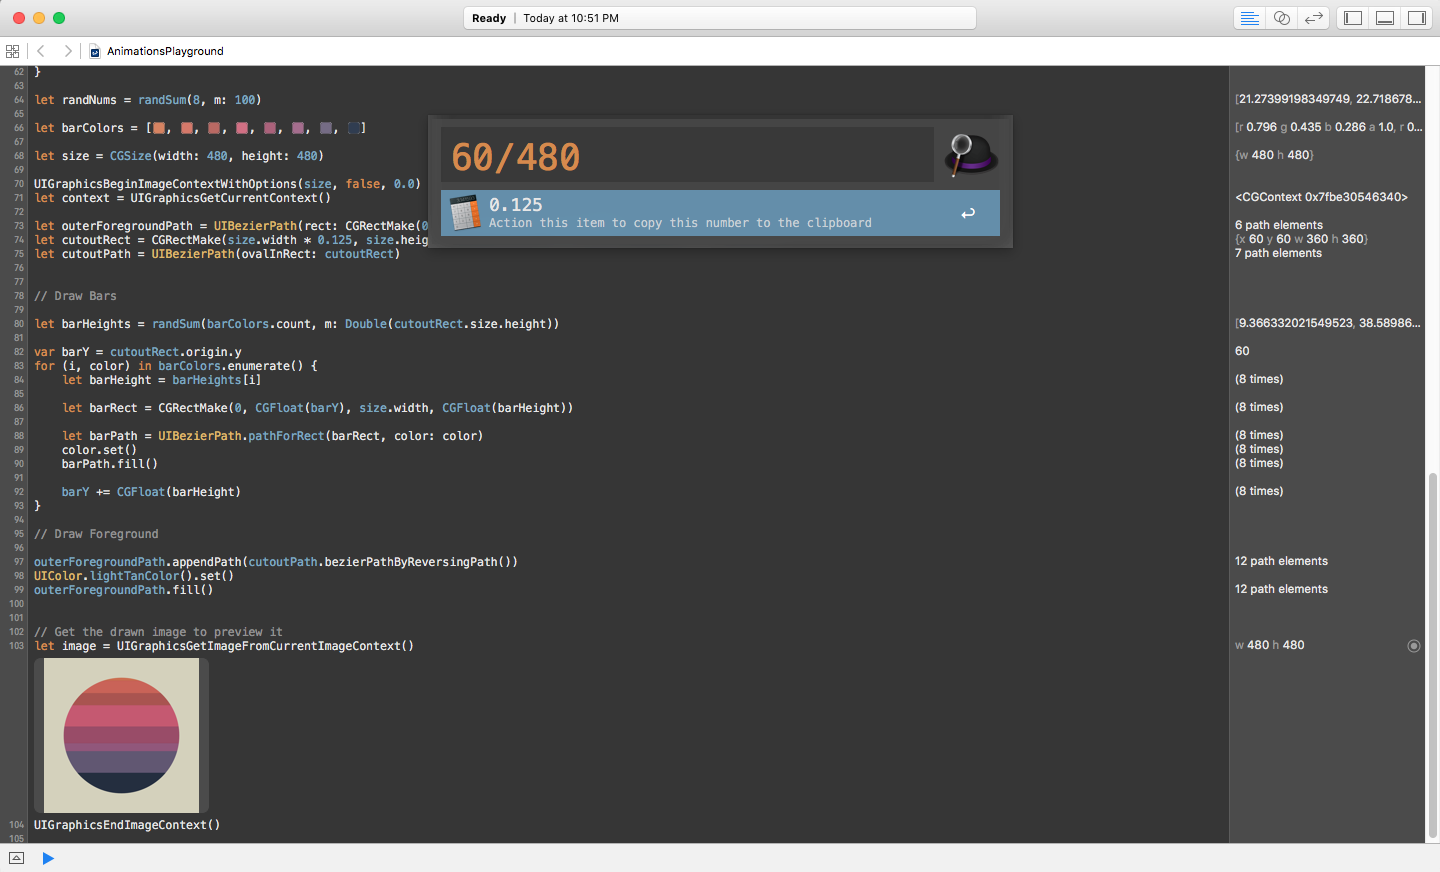 Ready | Today at 10:51 PM
AnimationsPlayground
62 }
63
64 let randNums = randSum(8, m: 100)
[21.27399198349749, 22.718678...
65
66 let barColors = [ , , , , , , , ]
[r 0.796 g 0.435 b 0.286 a 1.0, r 0...
67
68 let size = CGSize(width: 480, height: 480)
{w 480 h 480}
69
70 UIGraphicsBeginImageContextWithOptions(size, false, 0.0)
71 let context = UIGraphicsGetCurrentContext()
<CGContext 0x7fbe30546340>
72
73 let outerForegroundPath = UIBezierPath(rect: CGRectMake(0
6 path elements
74 let cutoutRect = CGRectMake(size.width * 0.125, size.heig
{x 60 y 60 w 360 h 360}
75 let cutoutPath = UIBezierPath(ovalInRect: cutoutRect)
7 path elements
60/480
0.125
Action this item to copy this number to the clipboard
76
77
78 // Draw Bars
79
80 let barHeights = randSum(barColors.count, m: Double(cutoutRect.size.height))
[9.366332021549523, 38.58986...
81
82 var barY = cutoutRect.origin.y
60
83 for (i, color) in barColors.enumerate() {
84 let barHeight = barHeights[i]
(8 times)
85
86 let barRect = CGRectMake(0, CGFloat(barY), size.width, CGFloat(barHeight))
(8 times)
87
88 let barPath = UIBezierPath.pathForRect(barRect, color: color)
(8 times)
89 color.set()
(8 times)
90 barPath.fill()
(8 times)
91
92 barY += CGFloat(barHeight)
(8 times)
93 }
94
95 // Draw Foreground
96
97 outerForegroundPath.appendPath(cutoutPath.bezierPathByReversingPath())
12 path elements
98 UIColor.lightTanColor().set()
99 outerForegroundPath.fill()
12 path elements
100
101
102 // Get the drawn image to preview it
103 let image = UIGraphicsGetImageFromCurrentImageContext()
w 480 h 480
104 UIGraphicsEndImageContext()
105